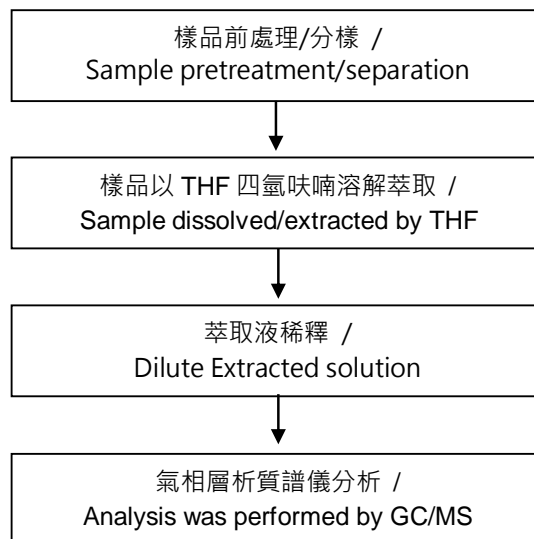 樣品前處理/分樣 /
Sample pretreatment/separation
樣品以 THF 四氫呋喃溶解萃取 /
Sample dissolved/extracted by THF
萃取液稀釋 /
Dilute Extracted solution
氣相層析質譜儀分析 /
Analysis was performed by GC/MS